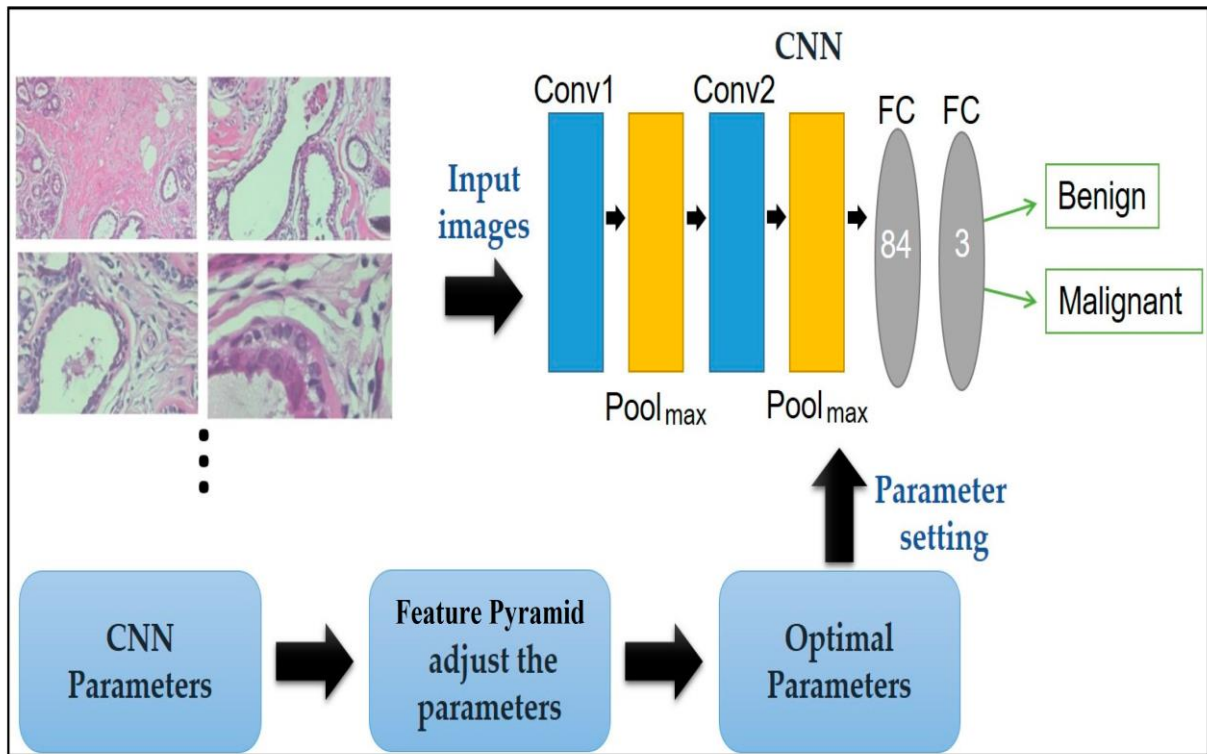 CNN
Conv1
Conv2
FC
FC
Input
images
84
3
Benign
Malignant
Pool max
Pool max
Parameter
setting
CNN
Parameters
Feature Pyramid
adjust the
parameters
Optimal
Parameters